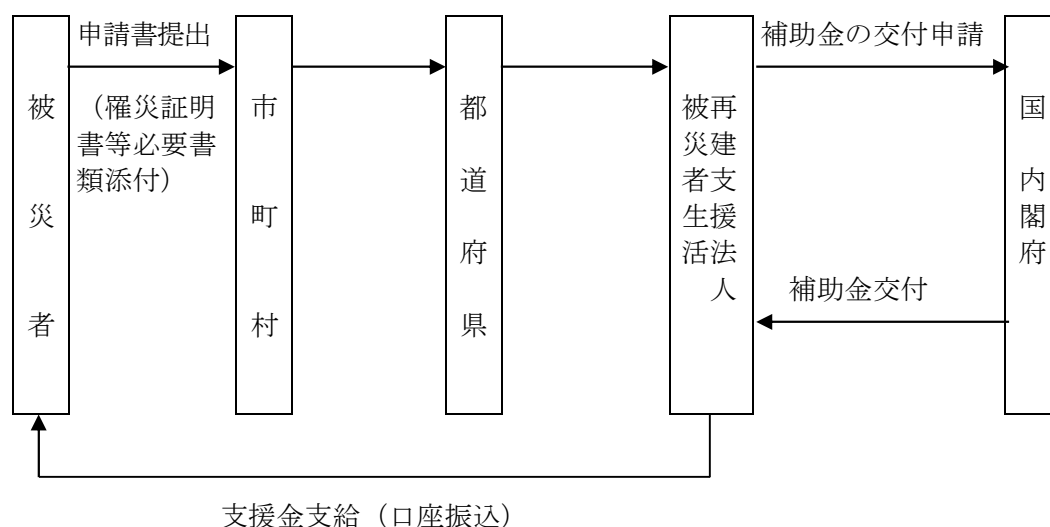 申請書提出
補助金の交付申請
被災者
（罹災証明
書等必要書
類添付）
市町村
都道府県
被災者生活
再建支援法人
国　内閣府
補助金交付
支援金支給（口座振込）